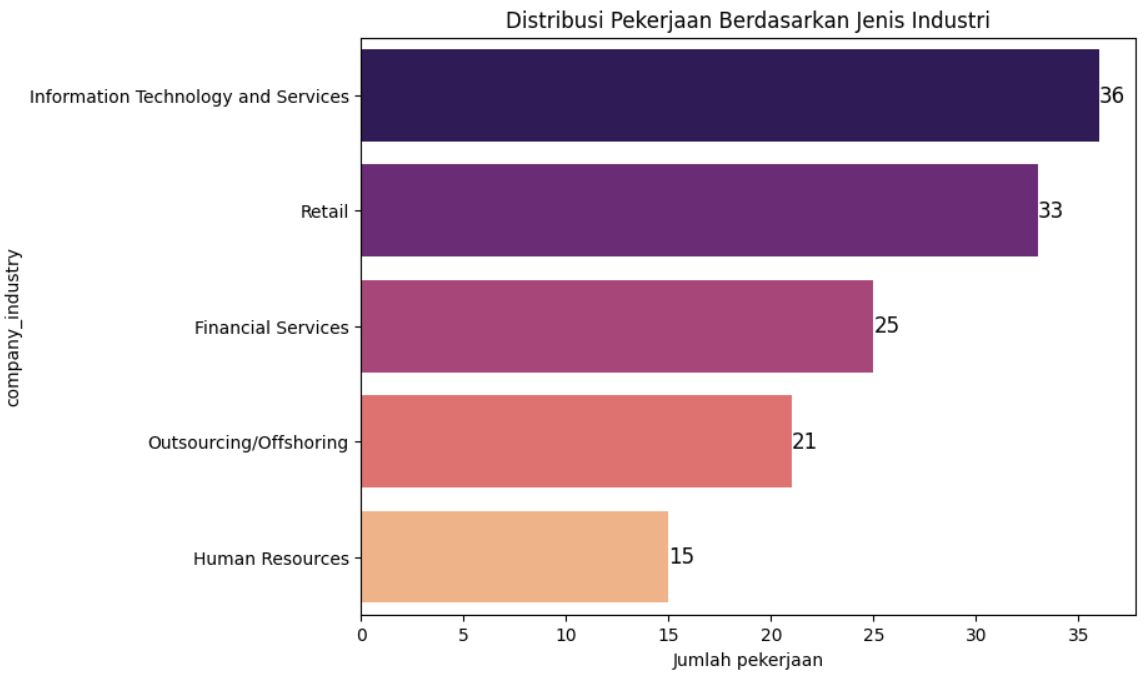 Distribusi Pekerjaan Berdasarkan Jenis Industri
company_industry
Information Technology and Services
36
Retail
33
Financial Services
25
Outsourcing/Offshoring
21
Human Resources
15
0 5 10 15 20 25 30 35
Jumlah pekerjaan